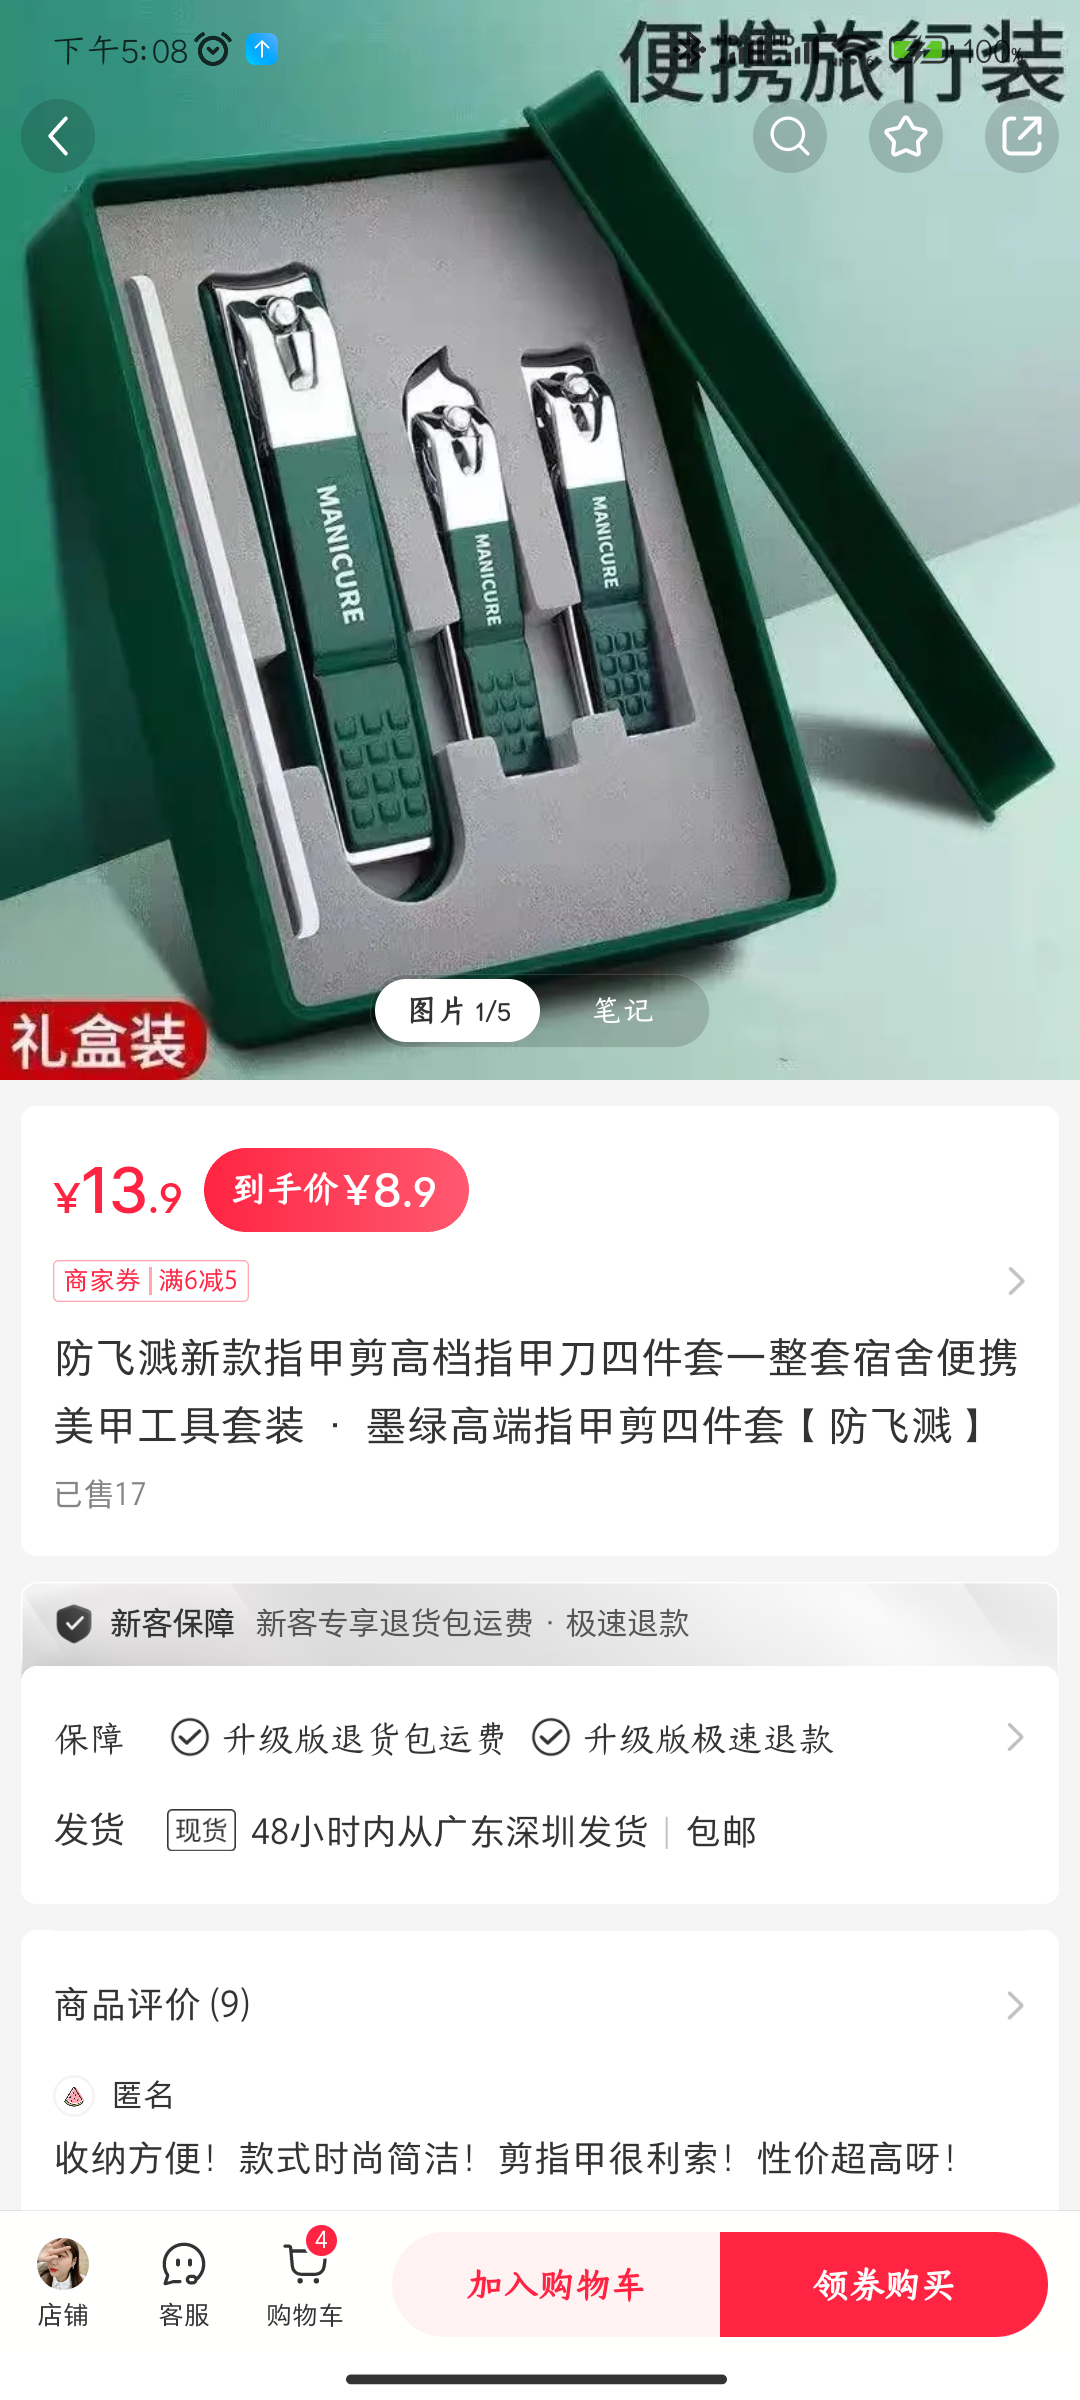 下午5:08
100%
便携旅行装
MANICURE
MANICURE
MANICURE
图片 1/5
笔记
礼盒装
¥13.9
到手价¥8.9
商家券|满6减5
防飞溅新款指甲剪高档指甲刀四件套一整套宿舍便携
美甲工具套装 · 墨绿高端指甲剪四件套【防飞溅】
已售17
新客保障 新客专享退货包运费 · 极速退款
保障 升级版退货包运费 升级版极速退款
发货 现货 48小时内从广东深圳发货 | 包邮
商品评价 (9)
匿名
收纳方便！款式时尚简洁！剪指甲很利索！性价超高呀！
4
店铺
客服
购物车
加入购物车
领券购买